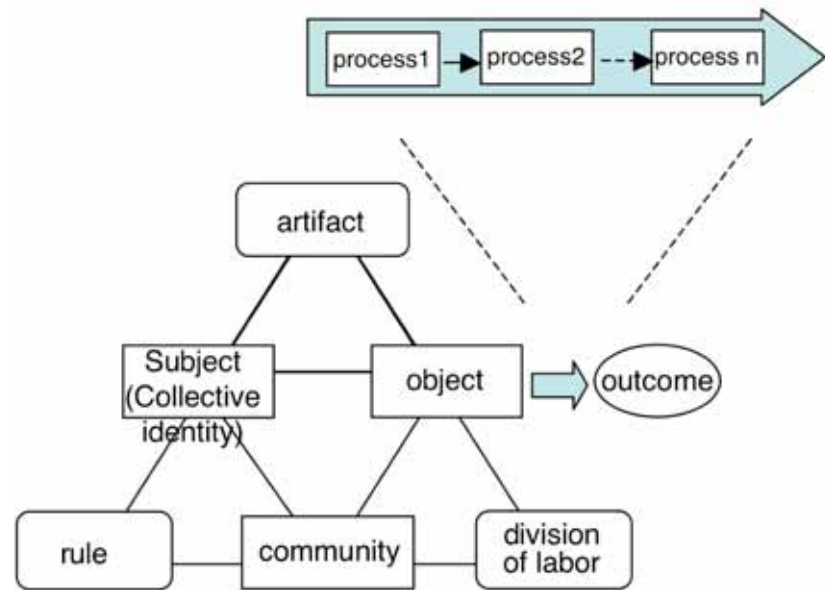 process1
process2
process n
artifact
Subject
(Collective
identity)
object
outcome
rule
community
division
of labor